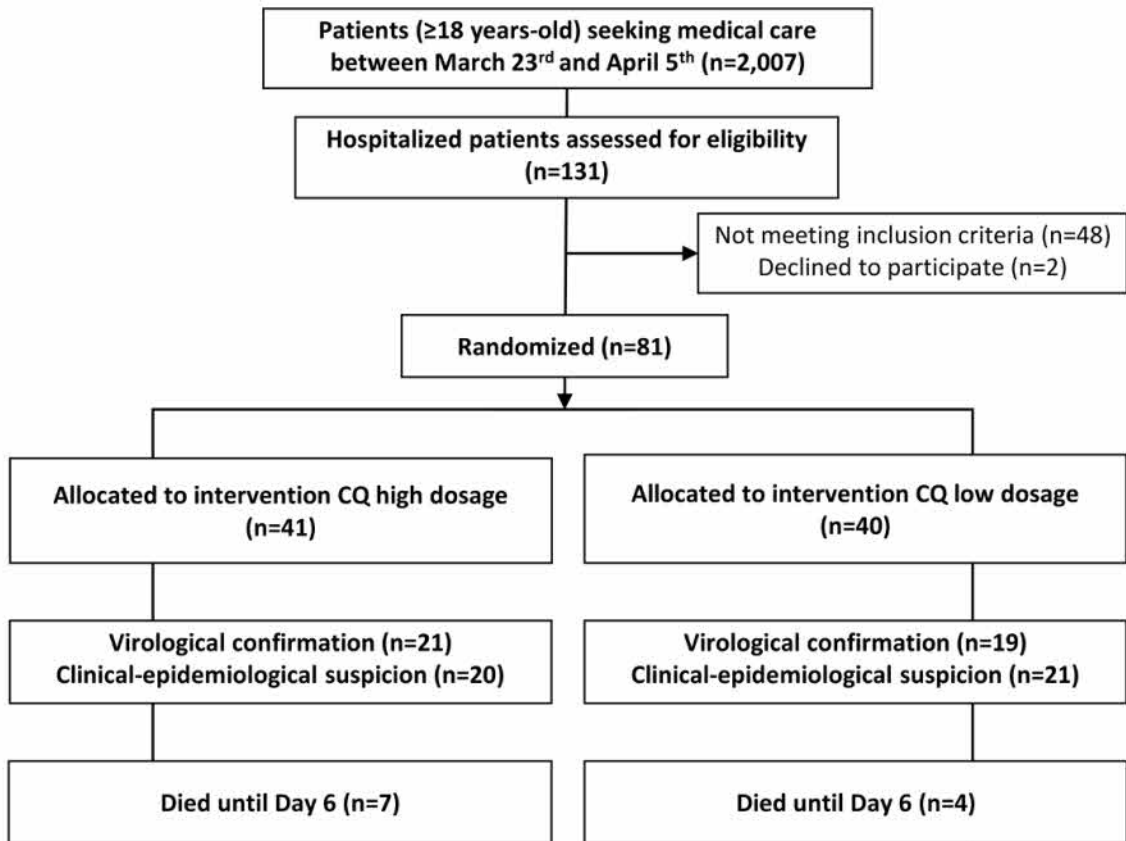 Patients (≥18 years-old) seeking medical care
between March 23rd and April 5th (n=2,007)
Hospitalized patients assessed for eligibility
(n=131)
Not meeting inclusion criteria (n=48)
Declined to participate (n=2)
Randomized (n=81)
Allocated to intervention CQ high dosage
(n=41)
Allocated to intervention CQ low dosage
(n=40)
Virological confirmation (n=21)
Clinical-epidemiological suspicion (n=20)
Virological confirmation (n=19)
Clinical-epidemiological suspicion (n=21)
Died until Day 6 (n=7)
Died until Day 6 (n=4)